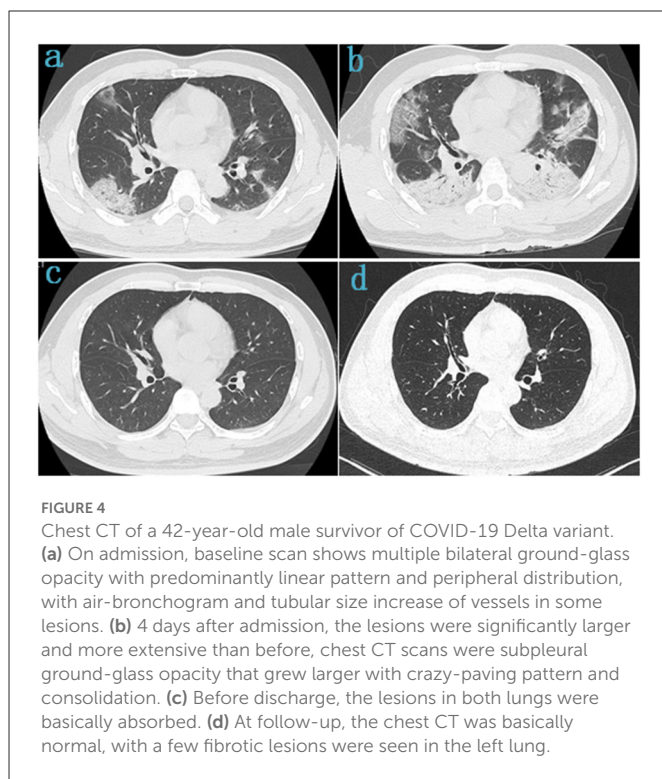 a
b
c
d
FIGURE 4
Chest CT of a 42-year-old male survivor of COVID-19 Delta variant.
(a) On admission, baseline scan shows multiple bilateral ground-glass
opacity with predominantly linear pattern and peripheral distribution,
with air-bronchogram and tubular size increase of vessels in some
lesions. (b) 4 days after admission, the lesions were significantly larger
and more extensive than before, chest CT scans were subpleural
ground-glass opacity that grew larger with crazy-paving pattern and
consolidation. (c) Before discharge, the lesions in both lungs were
basically absorbed. (d) At follow-up, the chest CT was basically
normal, with a few fibrotic lesions were seen in the left lung.